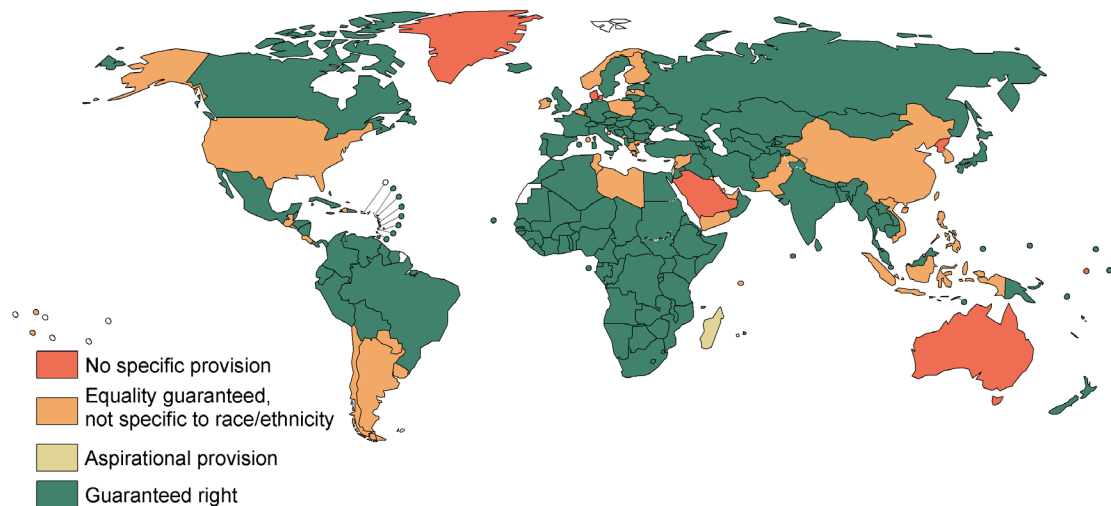 No specific provision
Equality guaranteed,
not specific to race/ethnicity
Aspirational provision
Guaranteed right